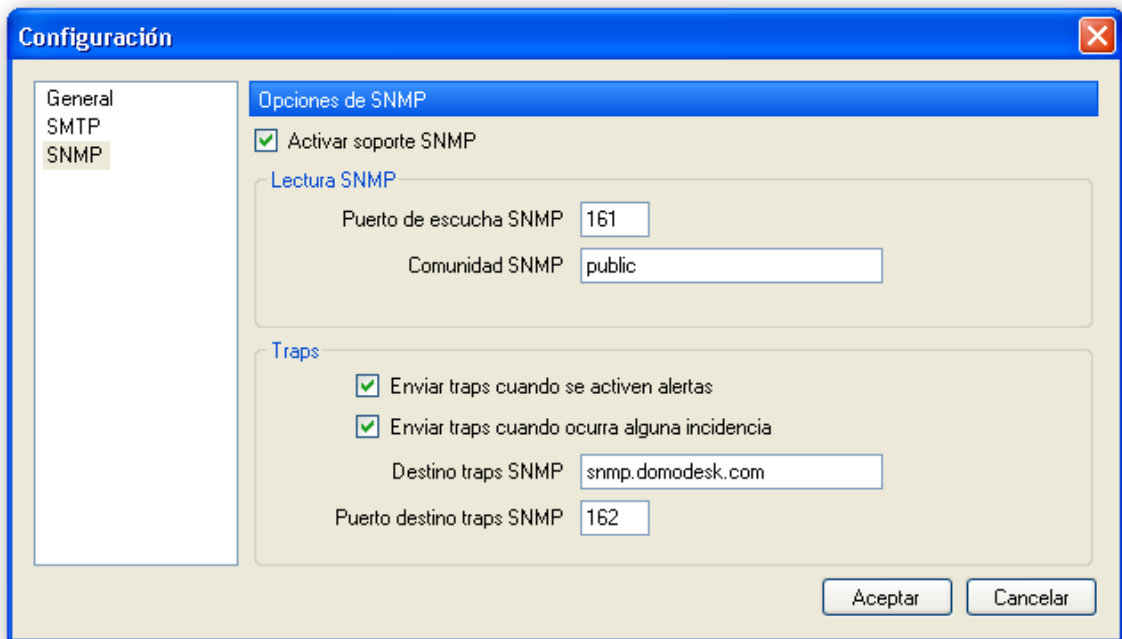 Configuración
General
SMTP
SNMP
Opciones de SNMP
Activar soporte SNMP
Lectura SNMP
Puerto de escucha SNMP 161
Comunidad SNMP public
Traps
Enviar traps cuando se activen alertas
Enviar traps cuando ocurra alguna incidencia
Destino traps SNMP snmp.domodesk.com
Puerto destino traps SNMP 162
Aceptar Cancelar